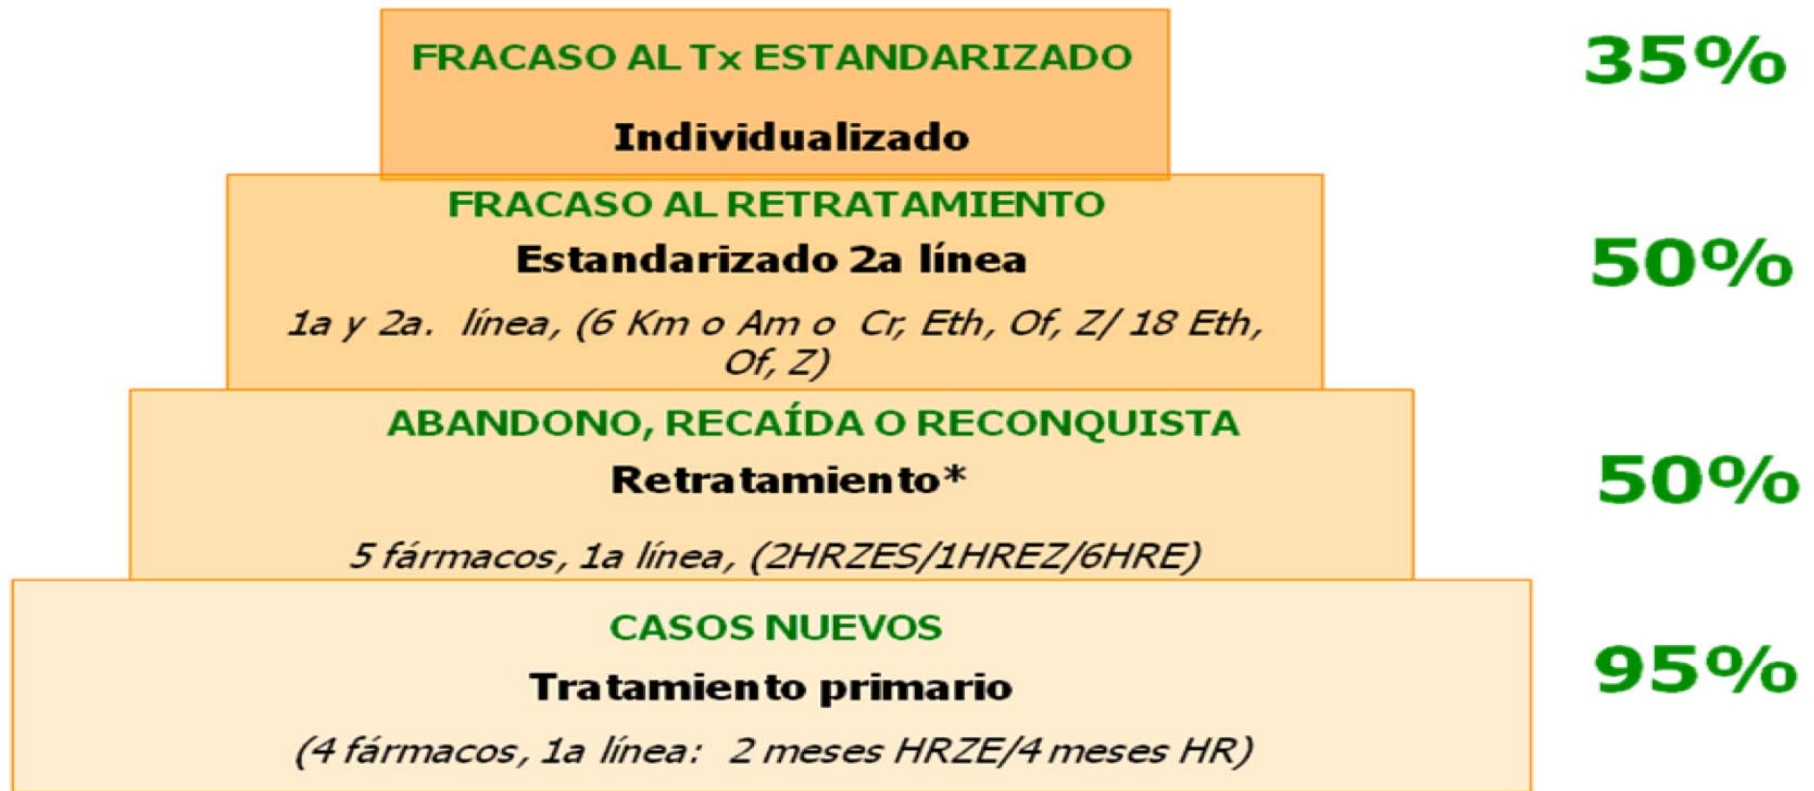 FRACASO AL Tx ESTANDARIZADO
35%
Individualizado
FRACASO AL RETRATAMIENTO
Estandarizado 2a línea
50%
1a y 2a. línea, (6 Km o Am o Cr, Eth, Of, Z/ 18 Eth,
Of, Z)
ABANDONO, RECAÍDA O RECONQUISTA
Retratamiento*
50%
5 fármacos, 1a línea, (2HRZES/1HREZ/6HRE)
CASOS NUEVOS
Tratamiento primario
95%
(4 fármacos, 1a línea: 2 meses HRZE/4 meses HR)